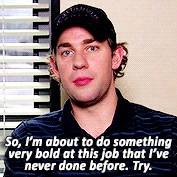 So, I'm about to do something
very bold at this job that I've
never done before. Try.